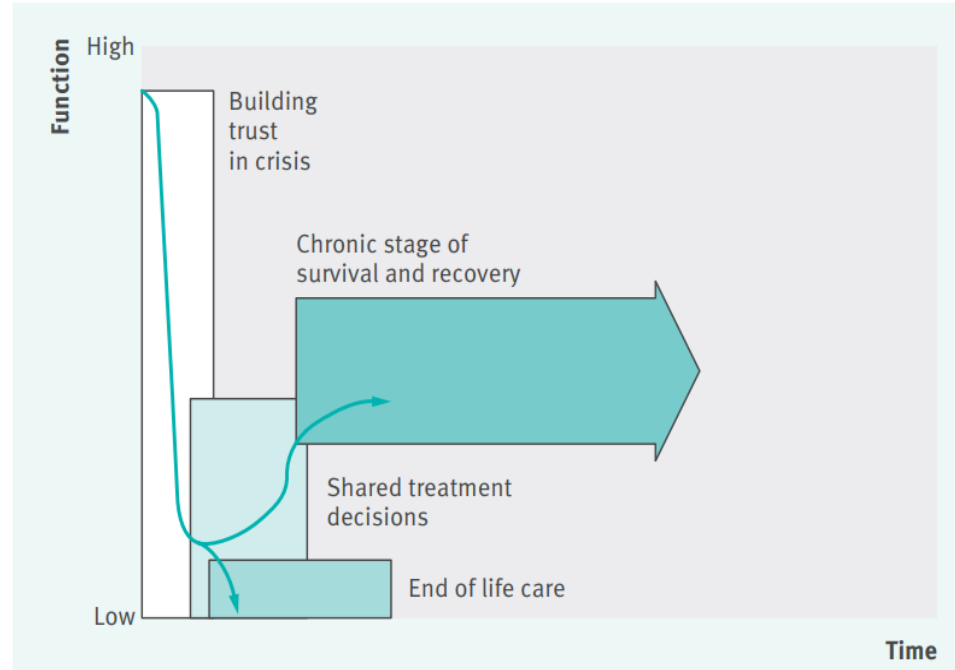 High
Function
Building
trust
in crisis
Chronic stage of
survival and recovery
Shared treatment
decisions
End of life care
Low
Time